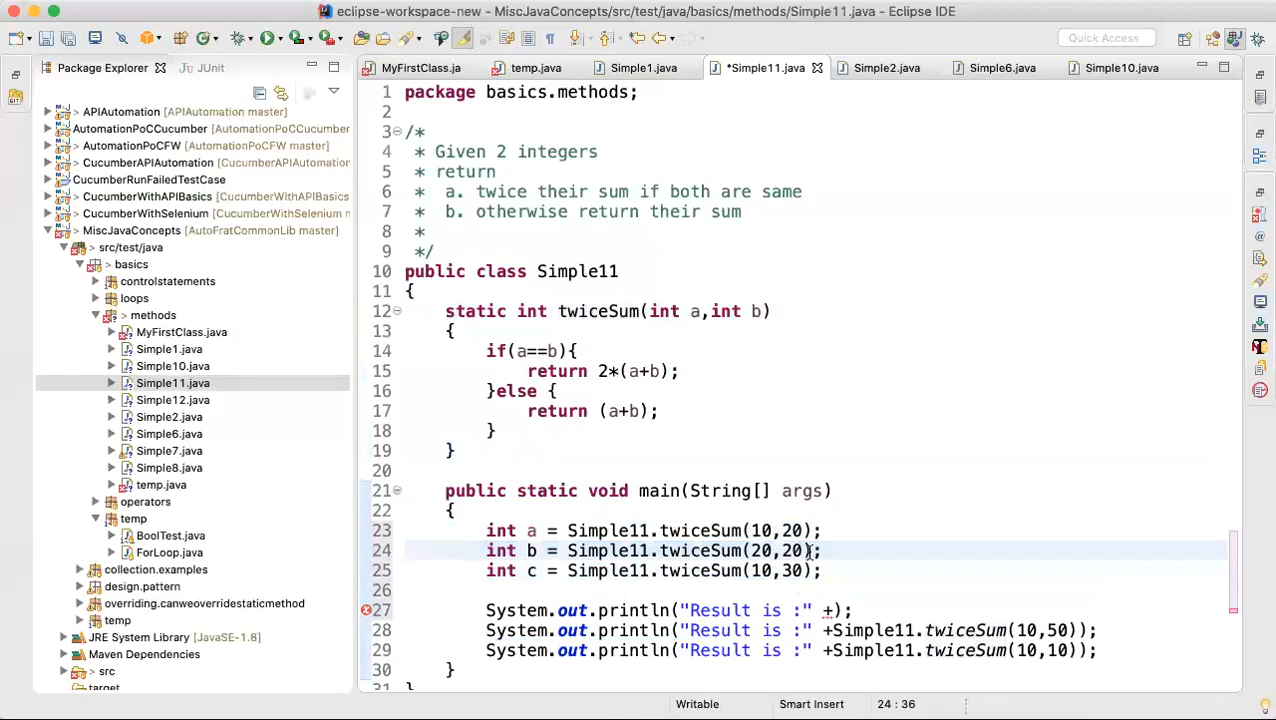 eclipse-workspace-new - MiscJavaConcepts/src/test/java/basics/methods/Simple11.java - Eclipse IDE
Quick Access
Package Explorer
JUnit
MyFirstClass.ja
temp.java
Simple1.java
*Simple11.java
Simple2.java
Simple6.java
Simple10.java
> APIAutomation [APIAutomation master]
AutomationPoCCucumber [AutomationPoCCucumber
> AutomationPoCFW [AutomationPoCFW master]
> CucumberAPIAutomation [CucumberAPIAutomation
CucumberRunFailedTestCase
> CucumberWithAPIBasics [CucumberWithAPIBasics
> CucumberWithSelenium [CucumberWithSelenium m
> MiscJavaConcepts [AutoFratCommonLib master]
> src/test/java
> basics
controlstatements
loops
> methods
MyFirstClass.java
Simple1.java
Simple10.java
Simple11.java
Simple12.java
Simple2.java
Simple6.java
Simple7.java
Simple8.java
temp.java
operators
temp
BoolTest.java
ForLoop.java
collection.examples
design.pattern
overriding.canweoverridestaticmethod
temp
JRE System Library [JavaSE-1.8]
Maven Dependencies
> src
target
1 package basics.methods;
2
3 /*
4 * Given 2 integers
5 * return
6 * a. twice their sum if both are same
7 * b. otherwise return their sum
8 *
9 */
10 public class Simple11
11 {
12 static int twiceSum(int a,int b)
13 {
14 if(a==b){
15 return 2*(a+b);
16 }else {
17 return (a+b);
18 }
19 }
20
21 public static void main(String[] args)
22 {
23 int a = Simple11.twiceSum(10,20);
24 int b = Simple11.twiceSum(20,20);
25 int c = Simple11.twiceSum(10,30);
26
27 System.out.println("Result is :" +);
28 System.out.println("Result is :" +Simple11.twiceSum(10,50));
29 System.out.println("Result is :" +Simple11.twiceSum(10,10));
30 }
31 }
Writable
Smart Insert
24 : 36